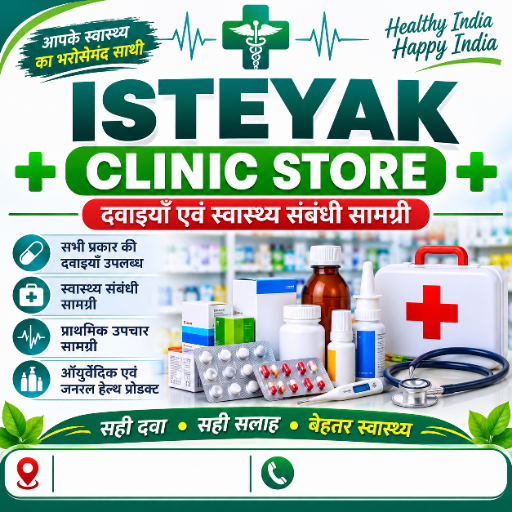 आपके स्वास्थ्य
का भरोसेमंद साथी
Healthy India
Happy India
ISTEYAK
CLINIC STORE
दवाइयाँ एवं स्वास्थ्य संबंधी सामग्री
सभी प्रकार की
दवाइयाँ उपलब्ध
स्वास्थ्य संबंधी
सामग्री
प्राथमिक उपचार
सामग्री
ऑयुर्वेदिक एवं
जनरल हेल्थ प्रोडक्ट
सही दवा • सही सलाह • बेहतर स्वास्थ्य